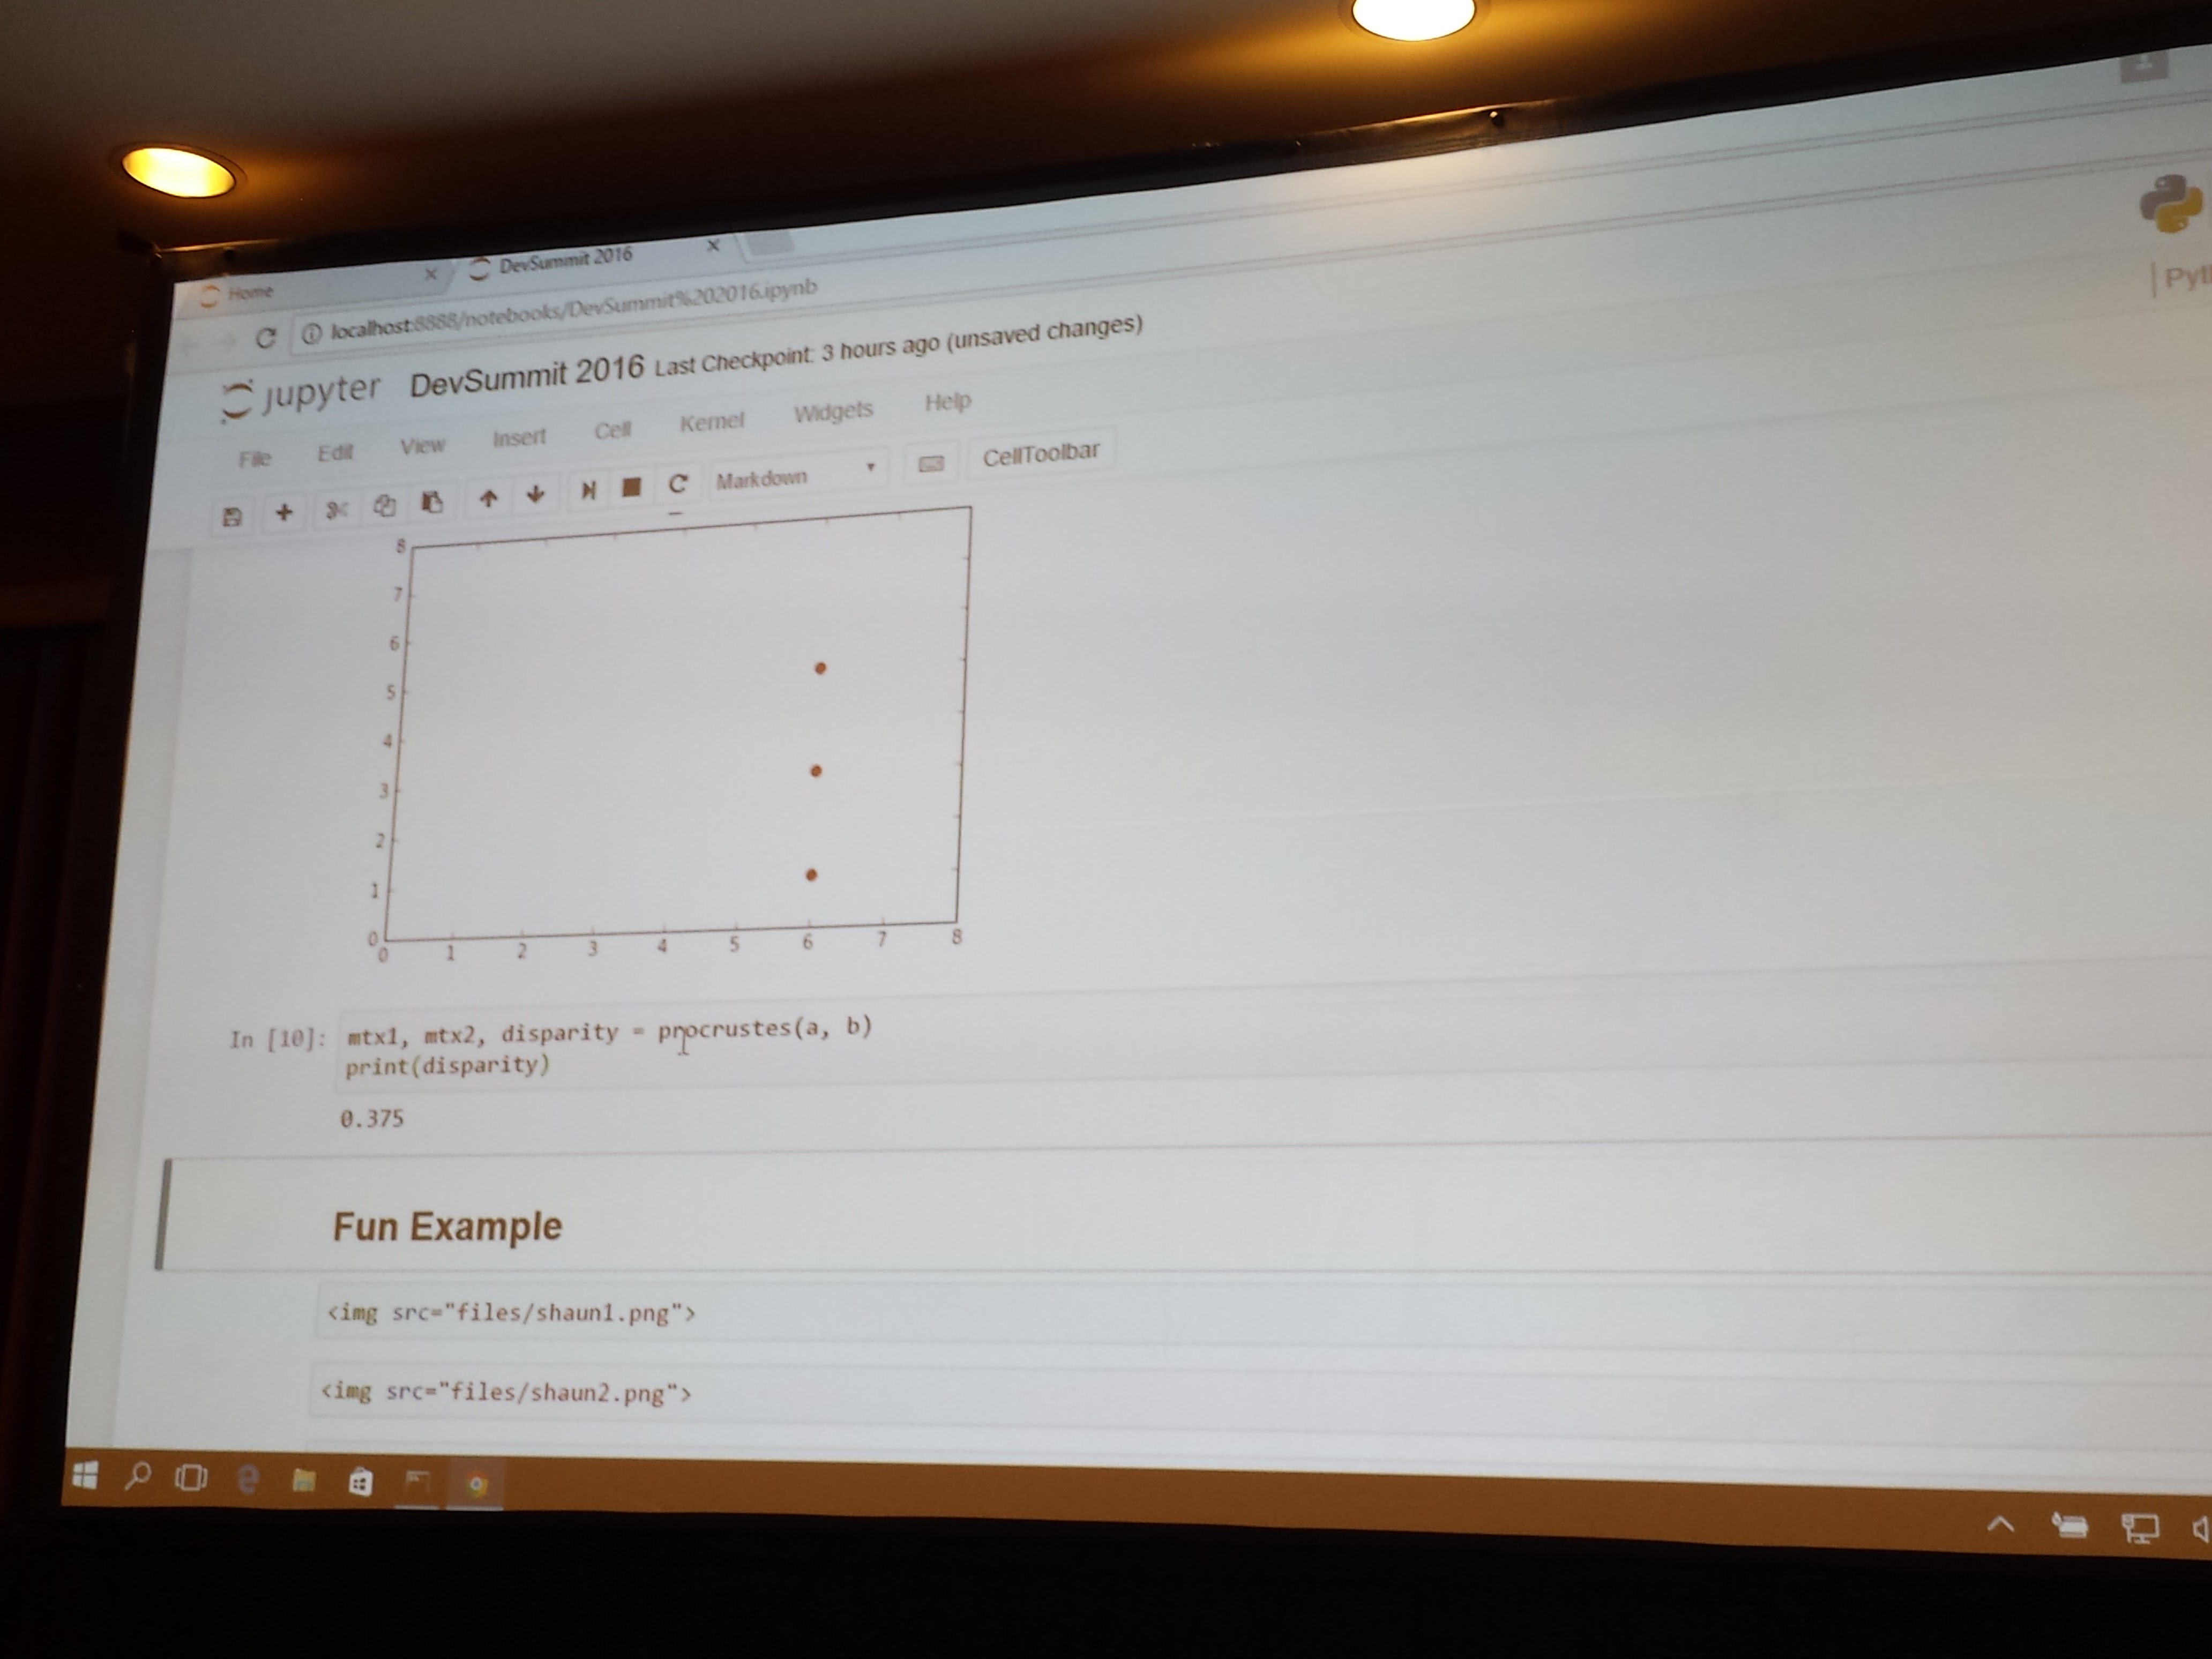 Home
DevSummit 2016
localhost:8888/notebooks/DevSummit%202016.ipynb
jupyter DevSummit 2016 Last Checkpoint: 3 hours ago (unsaved changes)
File Edit View Insert Cell Kernel Widgets Help
Markdown CellToolbar
8
7
6
5
4
3
2
1
0
0 1 2 3 4 5 6 7 8
In [10]: mtx1, mtx2, disparity = procrustes(a, b)
print(disparity)
0.375
Fun Example
<img src="files/shaun1.png">
<img src="files/shaun2.png">